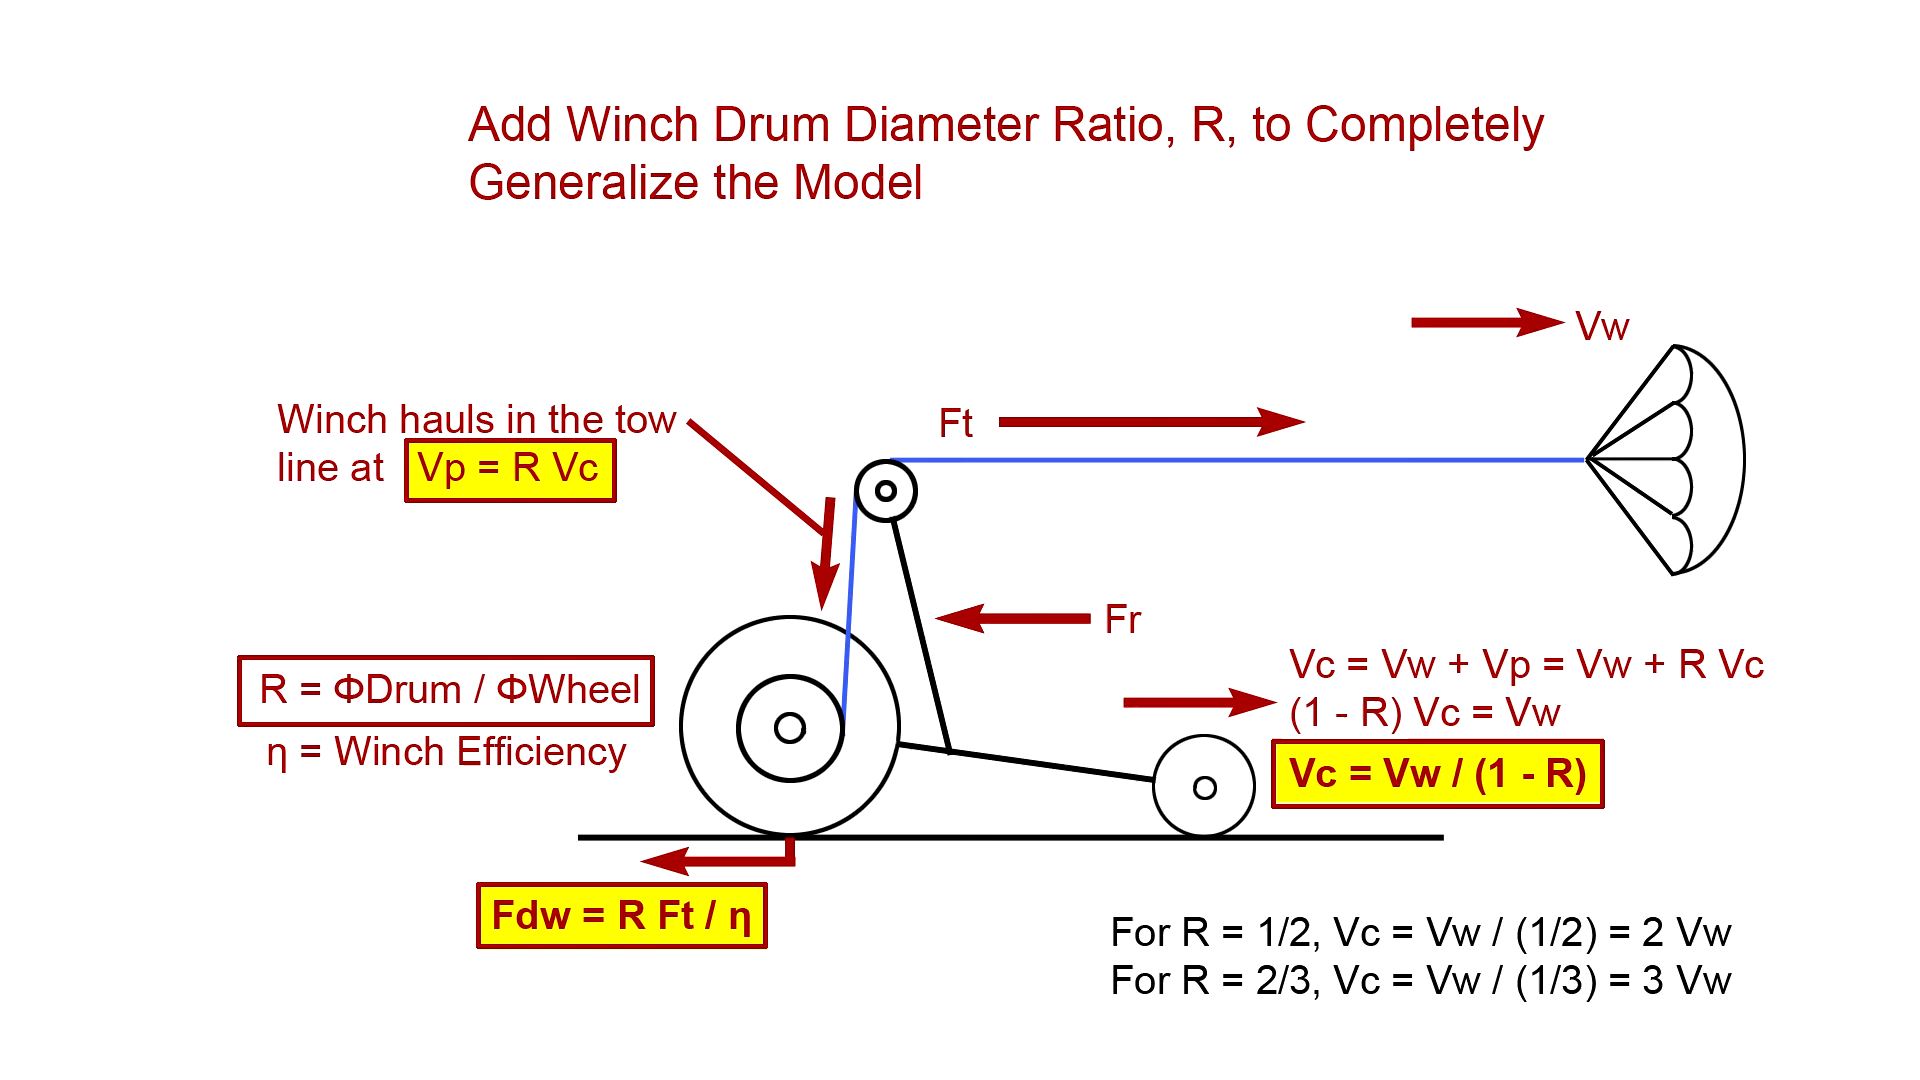 Add Winch Drum Diameter Ratio, R, to Completely
Generalize the Model
Vw
Ft
Winch hauls in the tow
line at Vp = R Vc
Fr
R = ΦDrum / ΦWheel
η = Winch Efficiency
Vc = Vw + Vp = Vw + R Vc
(1 - R) Vc = Vw
Vc = Vw / (1 - R)
Fdw = R Ft / η
For R = 1/2, Vc = Vw / (1/2) = 2 Vw
For R = 2/3, Vc = Vw / (1/3) = 3 Vw